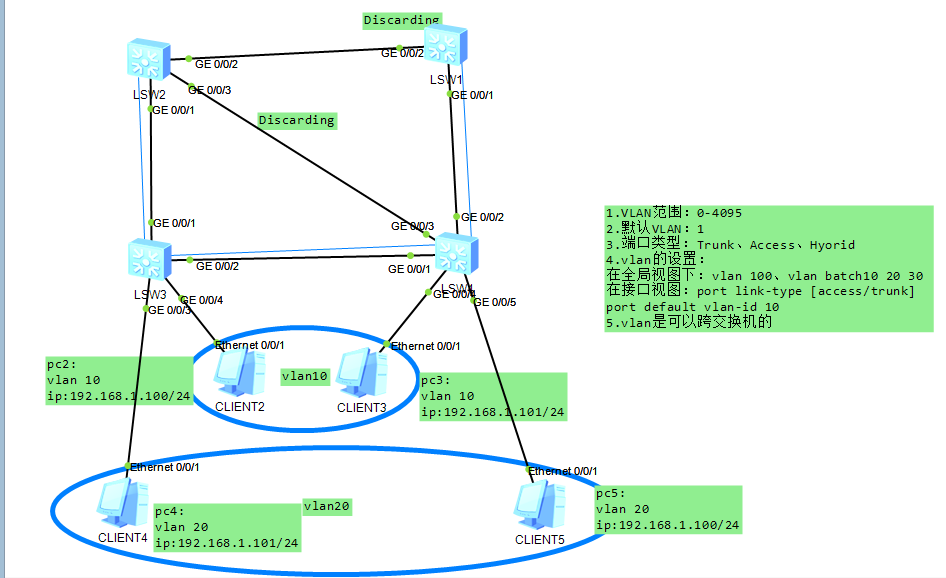 Discarding
GE 0/0/2
GE 0/0/2
LSW1
GE 0/0/3
LSW2
GE 0/0/1
GE 0/0/1
Discarding
GE 0/0/1
GE 0/0/2
GE 0/0/3
GE 0/0/2
GE 0/0/1
LSW3
GE 0/0/4
GE 0/0/3
GE 0/0/4
GE 0/0/5
1.VLAN范围：0-4095
2.默认VLAN：1
3.端口类型：Trunk、Access、Hyorid
4.vlan的设置：
在全局视图下：vlan 100、vlan batch10 20 30
在接口视图：port link-type [access/trunk]
port default vlan-id 10
5.vlan是可以跨交换机的
Ethernet 0/0/1
Ethernet 0/0/1
pc2:
vlan 10
ip:192.168.1.100/24
vlan10
pc3:
vlan 10
ip:192.168.1.101/24
CLIENT2
CLIENT3
Ethernet 0/0/1
Ethernet 0/0/1
pc4:
vlan 20
ip:192.168.1.101/24
vlan20
pc5:
vlan 20
ip:192.168.1.100/24
CLIENT4
CLIENT5